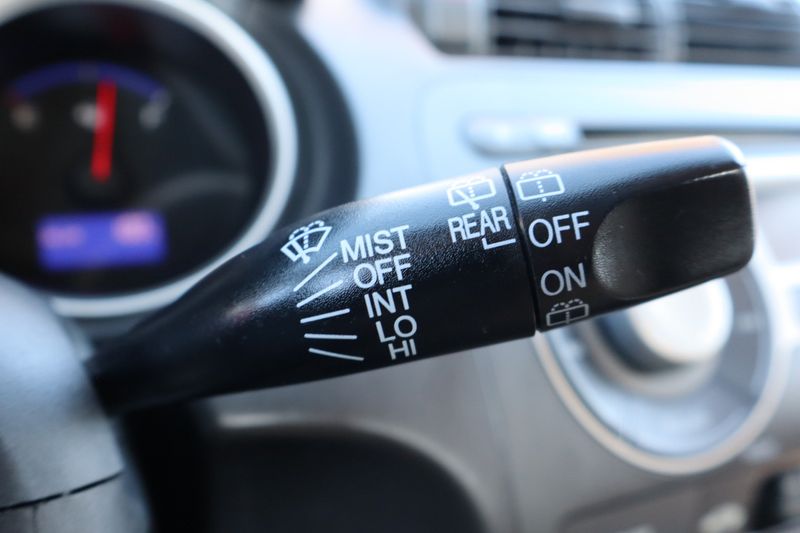 MIST
OFF
INT
LO
HI
REAR
OFF
ON